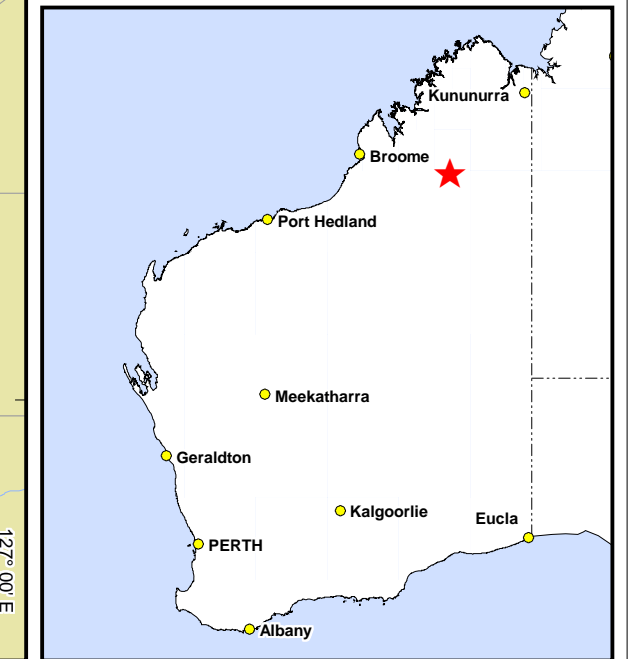 Kununurra
Broome
Port Hedland
Meekatharra
Geraldton
Kalgoorlie
Eucla
PERTH
Albany
127° 00' E